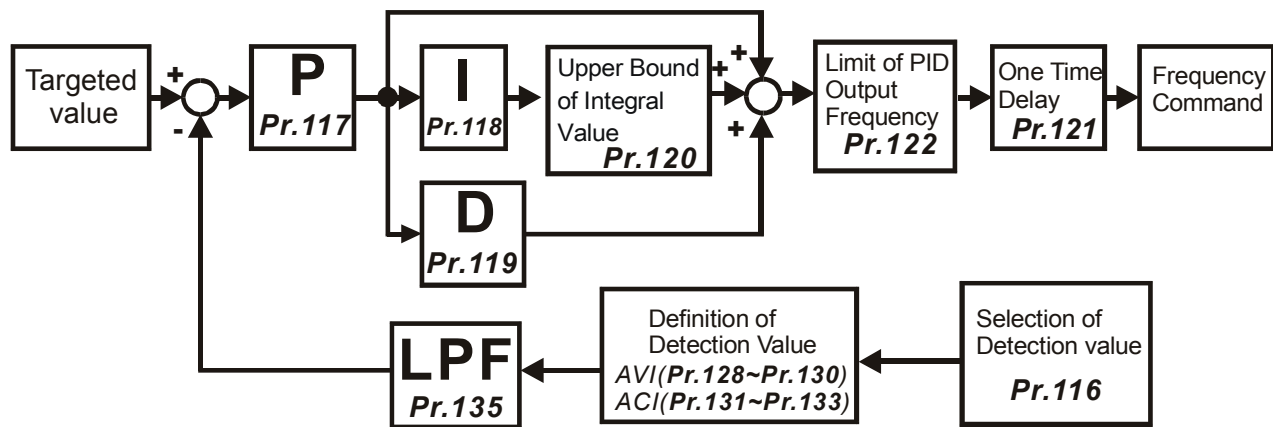 Targeted
value
+
-
P
Pr.117
I
Pr.118
Upper Bound
of Integral
Value
Pr.120
+
+
+
Limit of PID
Output
Frequency
Pr.122
One Time
Delay
Pr.121
Frequency
Command
D
Pr.119
LPF
Pr.135
Definition of
Detection Value
AVI(Pr.128~Pr.130)
ACI(Pr.131~Pr.133)
Selection of
Detection value
Pr.116